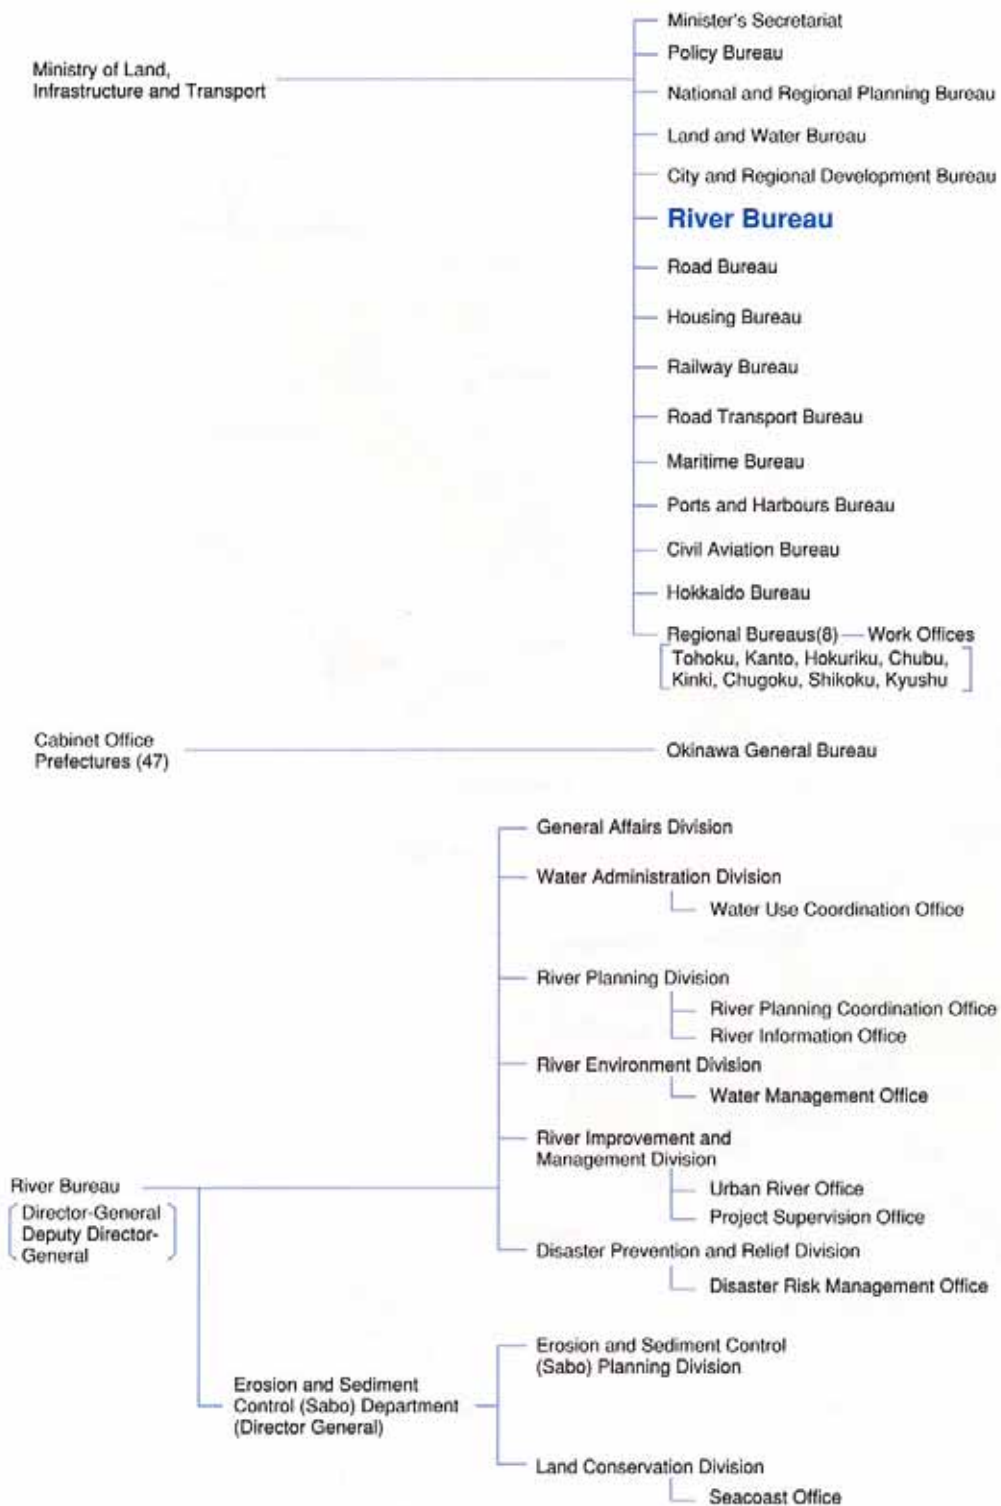 Ministry of Land,
Infrastructure and Transport
Minister's Secretariat
Policy Bureau
National and Regional Planning Bureau
Land and Water Bureau
City and Regional Development Bureau
River Bureau
Road Bureau
Housing Bureau
Railway Bureau
Road Transport Bureau
Maritime Bureau
Ports and Harbours Bureau
Civil Aviation Bureau
Hokkaido Bureau
Regional Bureaus(8) — Work Offices
Tohoku, Kanto, Hokuriku, Chubu,
Kinki, Chugoku, Shikoku, Kyushu
Cabinet Office
Prefectures (47)
Okinawa General Bureau
General Affairs Division
Water Administration Division
Water Use Coordination Office
River Planning Division
River Planning Coordination Office
River Information Office
River Environment Division
Water Management Office
River Improvement and
Management Division
Urban River Office
Project Supervision Office
Disaster Prevention and Relief Division
Disaster Risk Management Office
River Bureau
Director-General
Deputy Director-
General
Erosion and Sediment
Control (Sabo) Department
(Director General)
Erosion and Sediment Control
(Sabo) Planning Division
Land Conservation Division
Seacoast Office